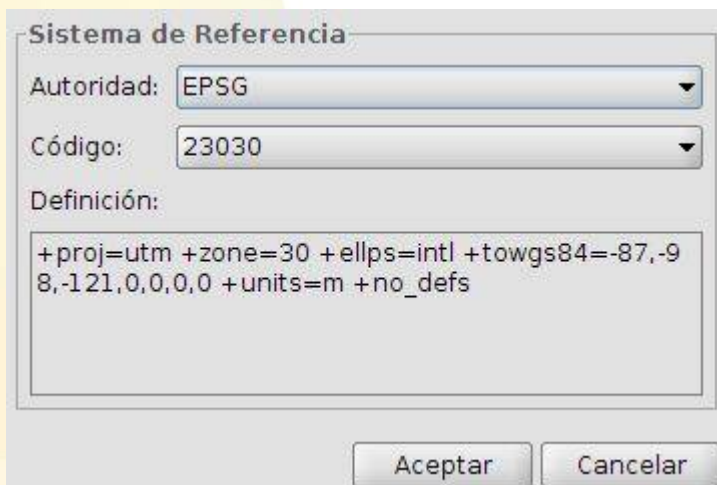 Sistema de Referencia
Autoridad: EPSG
Código: 23030
Definición:
+proj=utm +zone=30 +ellps=intl +towgs84=-87,-9
8,-121,0,0,0,0 +units=m +no_defs
Aceptar Cancelar